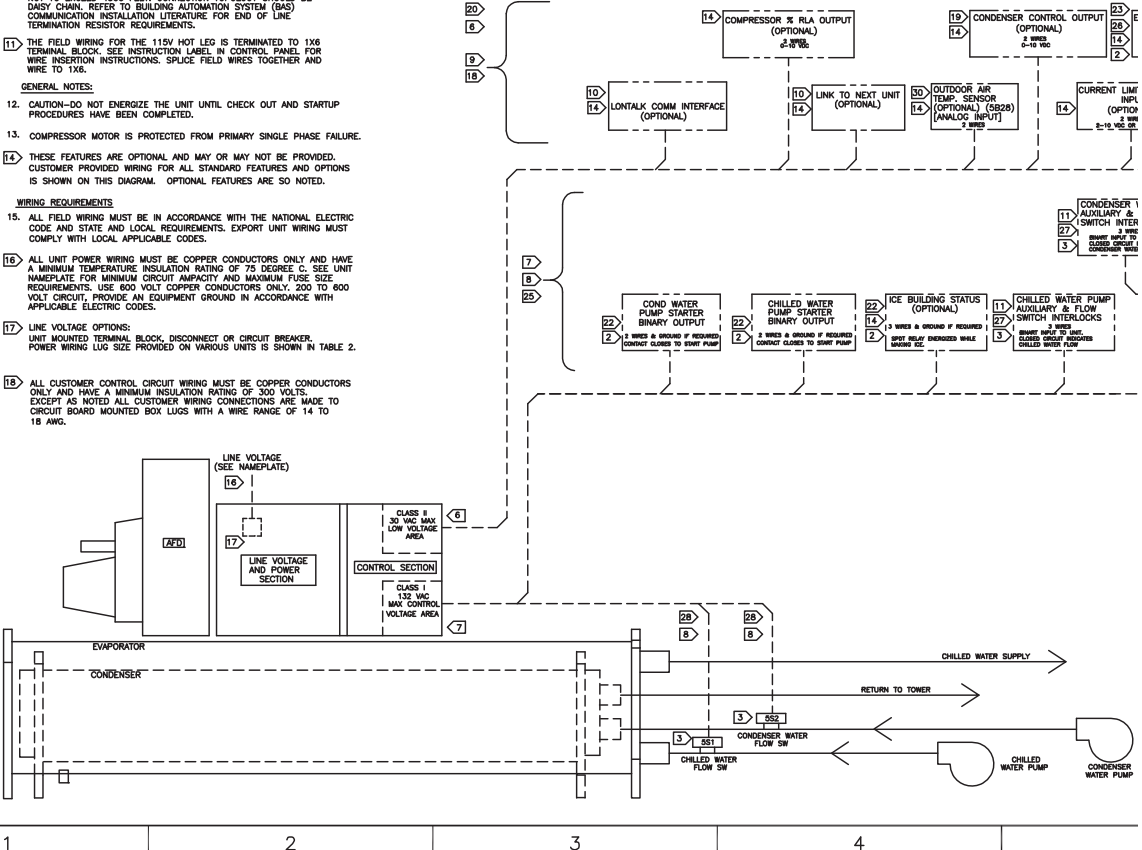 DAISY CHAIN. REFER TO BUILDING AUTOMATION SYSTEM (BAS)
COMMUNICATION INSTALLATION LITERATURE FOR END OF LINE
TERMINATION RESISTOR REQUIREMENTS.
11 THE FIELD WIRING FOR THE 115V HOT LEG IS TERMINATED TO 1X6
TERMINAL BLOCK. SEE INSTRUCTION LABEL IN CONTROL PANEL FOR
WIRE INSERTION INSTRUCTIONS. SPLICE FIELD WIRES TOGETHER AND
WIRE TO 1X6.
GENERAL NOTES:
12. CAUTION-DO NOT ENERGIZE THE UNIT UNTIL CHECK OUT AND STARTUP
PROCEDURES HAVE BEEN COMPLETED.
13. COMPRESSOR MOTOR IS PROTECTED FROM PRIMARY SINGLE PHASE FAILURE.
14 THESE FEATURES ARE OPTIONAL AND MAY OR MAY NOT BE PROVIDED.
CUSTOMER PROVIDED WIRING FOR ALL STANDARD FEATURES AND OPTIONS
IS SHOWN ON THIS DIAGRAM. OPTIONAL FEATURES ARE SO NOTED.
WIRING REQUIREMENTS
15. ALL FIELD WIRING MUST BE IN ACCORDANCE WITH THE NATIONAL ELECTRIC
CODE AND STATE AND LOCAL REQUIREMENTS. EXPORT UNIT WIRING MUST
COMPLY WITH LOCAL APPLICABLE CODES.
16 ALL UNIT POWER WIRING MUST BE COPPER CONDUCTORS ONLY AND HAVE
A MINIMUM TEMPERATURE INSULATION RATING OF 75 DEGREE C. SEE UNIT
NAMEPLATE FOR MINIMUM CIRCUIT AMPACITY AND MAXIMUM FUSE SIZE
REQUIREMENTS. USE 600 VOLT COPPER CONDUCTORS ONLY. 200 TO 600
VOLT CIRCUIT, PROVIDE AN EQUIPMENT GROUND IN ACCORDANCE WITH
APPLICABLE ELECTRIC CODES.
17 LINE VOLTAGE OPTIONS:
UNIT MOUNTED TERMINAL BLOCK, DISCONNECT OR CIRCUIT BREAKER.
POWER WIRING LUG SIZE PROVIDED ON VARIOUS UNITS IS SHOWN IN TABLE 2.
18 ALL CUSTOMER CONTROL CIRCUIT WIRING MUST BE COPPER CONDUCTORS
ONLY AND HAVE A MINIMUM INSULATION RATING OF 300 VOLTS.
EXCEPT AS NOTED ALL CUSTOMER WIRING CONNECTIONS ARE MADE TO
CIRCUIT BOARD MOUNTED BOX LUGS WITH A WIRE RANGE OF 14 TO
18 AWG.
20
6
9
18
14
COMPRESSOR % RLA OUTPUT
(OPTIONAL)
2 WIRES
0-10 VDC
19
14
CONDENSER CONTROL OUTPUT
(OPTIONAL)
2 WIRES
0-10 VDC
23
26
14
2
10
14
LONTALK COMM INTERFACE
(OPTIONAL)
10
14
LINK TO NEXT UNIT
(OPTIONAL)
30
14
OUTDOOR AIR
TEMP. SENSOR
(OPTIONAL) (5B28)
[ANALOG INPUT]
2 WIRES
14
CURRENT LIMI
INPU
(OPTION
2 WIR
2-10 VDC OR
7
8
25
11
27
3
CONDENSER W
AUXILIARY &
SWITCH INTER
3 WIRE
BINARY INPUT TO
CLOSED CIRCUIT I
CONDENSER WATE
22
2
COND WATER
PUMP STARTER
BINARY OUTPUT
2 WIRES & GROUND IF REQUIRED
CONTACT CLOSES TO START PUMP
22
2
CHILLED WATER
PUMP STARTER
BINARY OUTPUT
2 WIRES & GROUND IF REQUIRED
CONTACT CLOSES TO START PUMP
22
14
2
ICE BUILDING STATUS
(OPTIONAL)
3 WIRES & GROUND IF REQUIRED
SPDT RELAY ENERGIZED WHILE
MAKING ICE.
11
27
3
CHILLED WATER PUMP
AUXILIARY & FLOW
SWITCH INTERLOCKS
3 WIRES
BINARY INPUT TO UNIT.
CLOSED CIRCUIT INDICATES
CHILLED WATER FLOW
LINE VOLTAGE
(SEE NAMEPLATE)
16
17
AFD
LINE VOLTAGE
AND POWER
SECTION
CLASS II
30 VAC MAX
LOW VOLTAGE
AREA
6
CONTROL SECTION
CLASS I
132 VAC
MAX CONTROL
VOLTAGE AREA
7
28
8
28
8
EVAPORATOR
CONDENSER
CHILLED WATER SUPPLY
RETURN TO TOWER
3
5S2
CONDENSER WATER
FLOW SW
3
5S1
CHILLED WATER
FLOW SW
CHILLED
WATER PUMP
CONDENSER
WATER PUMP
1
2
3
4